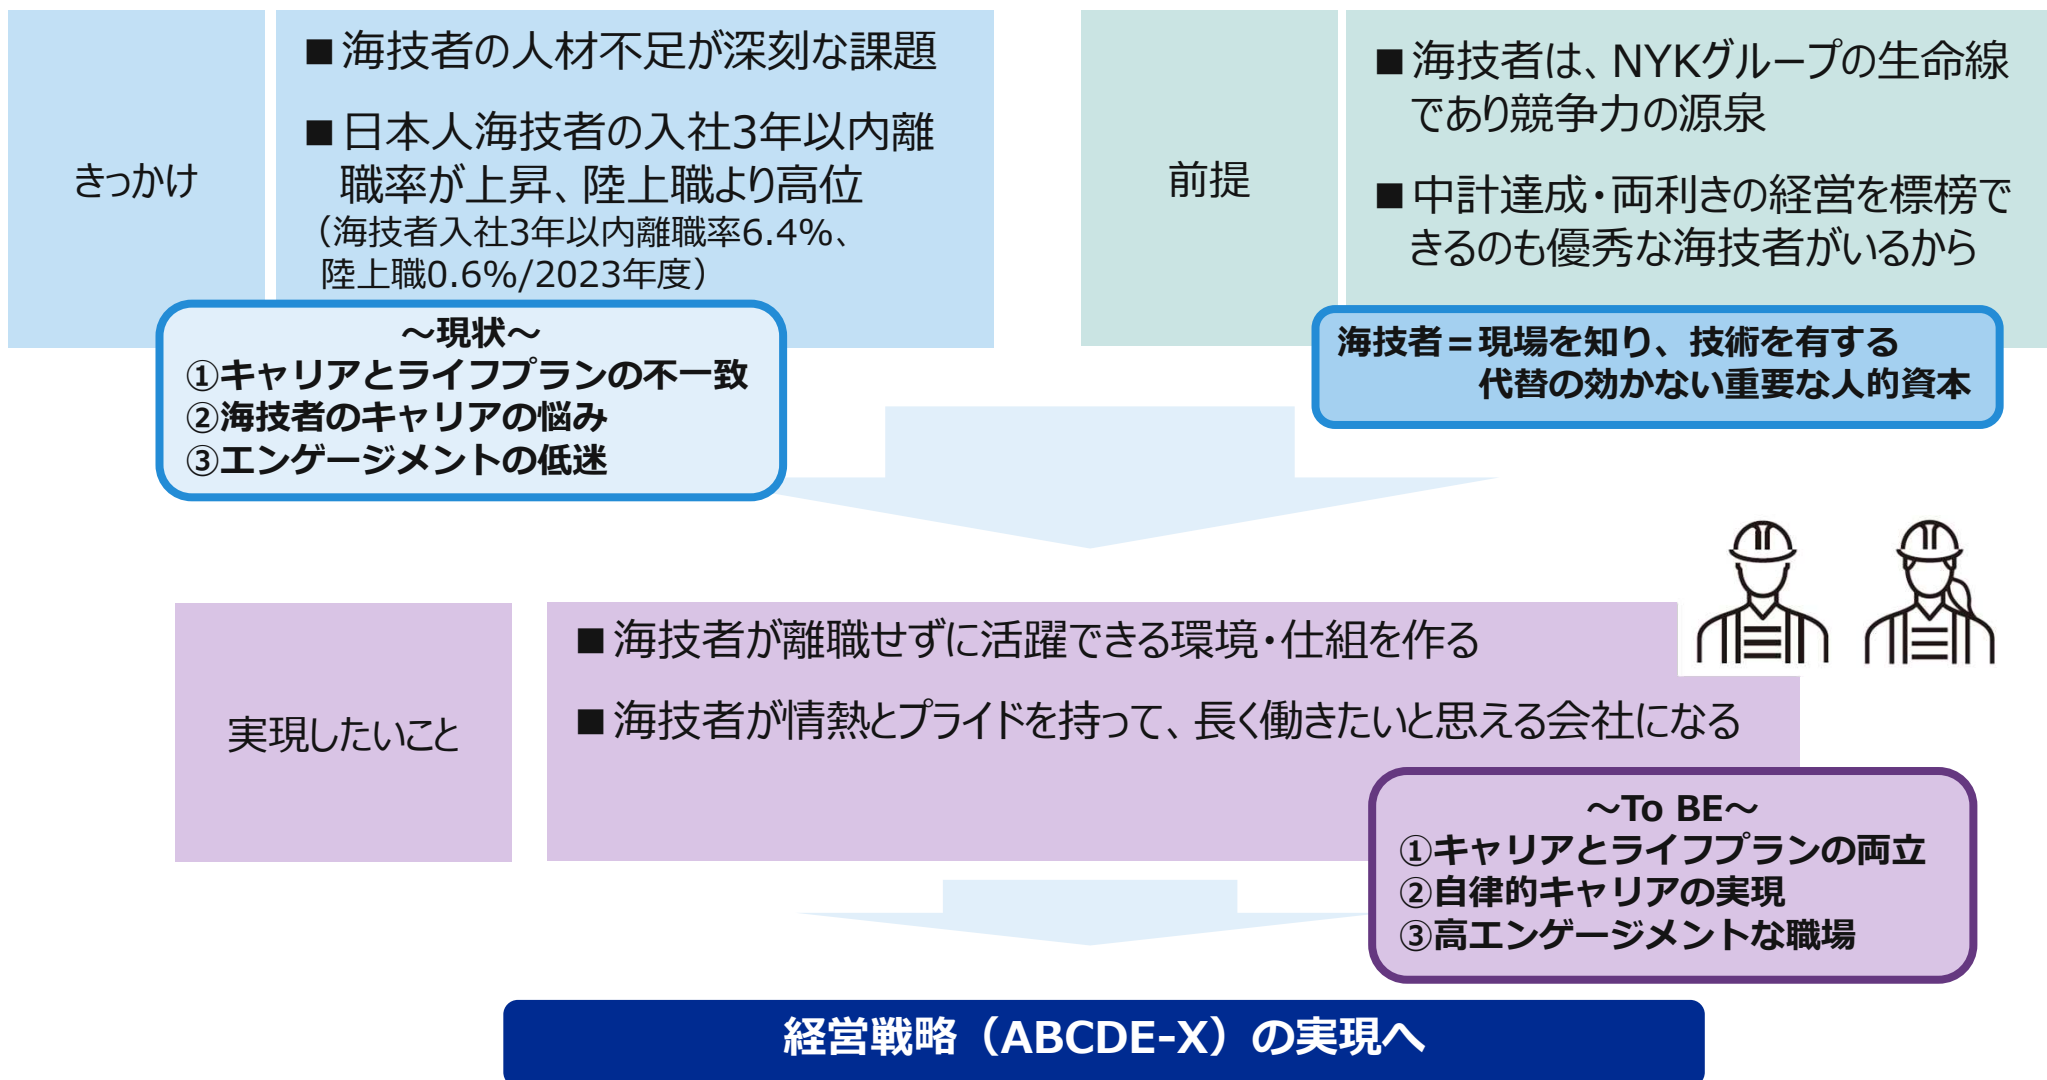 きっかけ
■海技者の人材不足が深刻な課題
■日本人海技者の入社3年以内離
職率が上昇、陸上職より高位
（海技者入社3年以内離職率6.4%、
陸上職0.6%/2023年度）
～現状～
①キャリアとライフプランの不一致
②海技者のキャリアの悩み
③エンゲージメントの低迷
前提
■海技者は、NYKグループの生命線
であり競争力の源泉
■中計達成・両利きの経営を標榜で
きるのも優秀な海技者がいるから
海技者＝現場を知り、技術を有する
代替の効かない重要な人的資本
実現したいこと
■海技者が離職せずに活躍できる環境・仕組を作る
■海技者が情熱とプライドを持って、長く働きたいと思える会社になる
～To BE～
①キャリアとライフプランの両立
②自律的キャリアの実現
③高エンゲージメントな職場
経営戦略（ABCDE-X）の実現へ